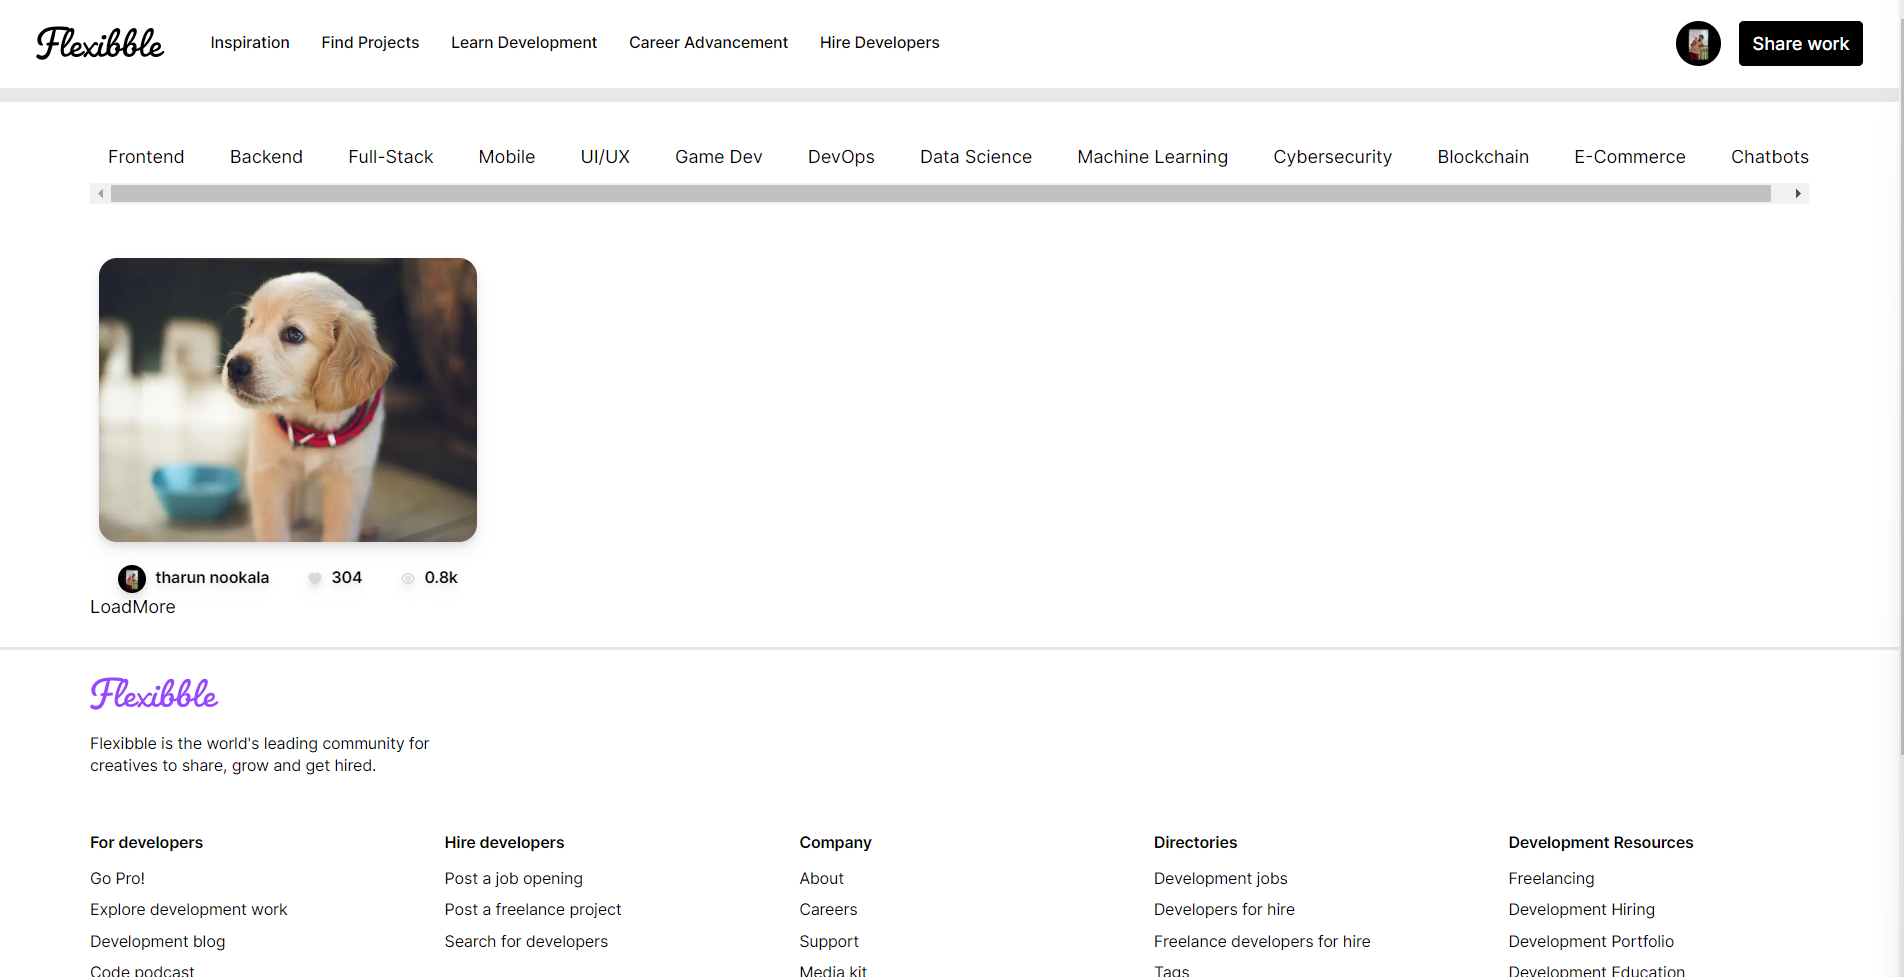 Flexibble Inspiration Find Projects Learn Development Career Advancement Hire Developers Share work
Frontend Backend Full-Stack Mobile UI/UX Game Dev DevOps Data Science Machine Learning Cybersecurity Blockchain E-Commerce Chatbots
tharun nookala 304 0.8k
LoadMore
Flexibble
Flexibble is the world's leading community for
creatives to share, grow and get hired.
For developers Hire developers Company Directories Development Resources
Go Pro! Post a job opening About Development jobs Freelancing
Explore development work Post a freelance project Careers Developers for hire Development Hiring
Development blog Search for developers Support Freelance developers for hire Development Portfolio
Code podcast Media kit Tags Development Education